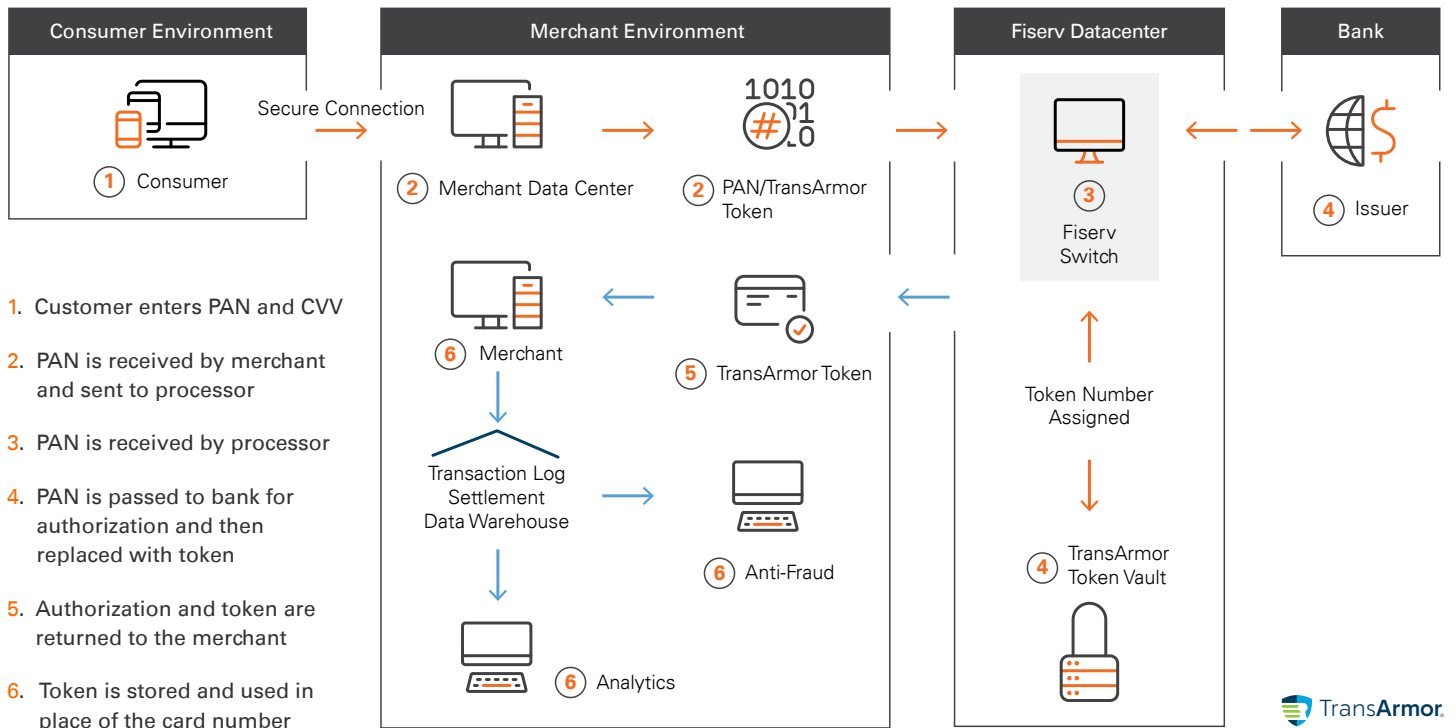 Consumer Environment
Merchant Environment
Fiserv Datacenter
Bank
Secure Connection
1 Consumer
2 Merchant Data Center
1010
01
0
#
2 PAN/TransArmor
Token
3
Fiserv
Switch
$
4 Issuer
6 Merchant
5 TransArmor Token
Token Number
Assigned
Transaction Log
Settlement
Data Warehouse
6 Anti-Fraud
4 TransArmor
Token Vault
6 Analytics
1. Customer enters PAN and CVV
2. PAN is received by merchant
and sent to processor
3. PAN is received by processor
4. PAN is passed to bank for
authorization and then
replaced with token
5. Authorization and token are
returned to the merchant
6. Token is stored and used in
place of the card number
TransArmor.